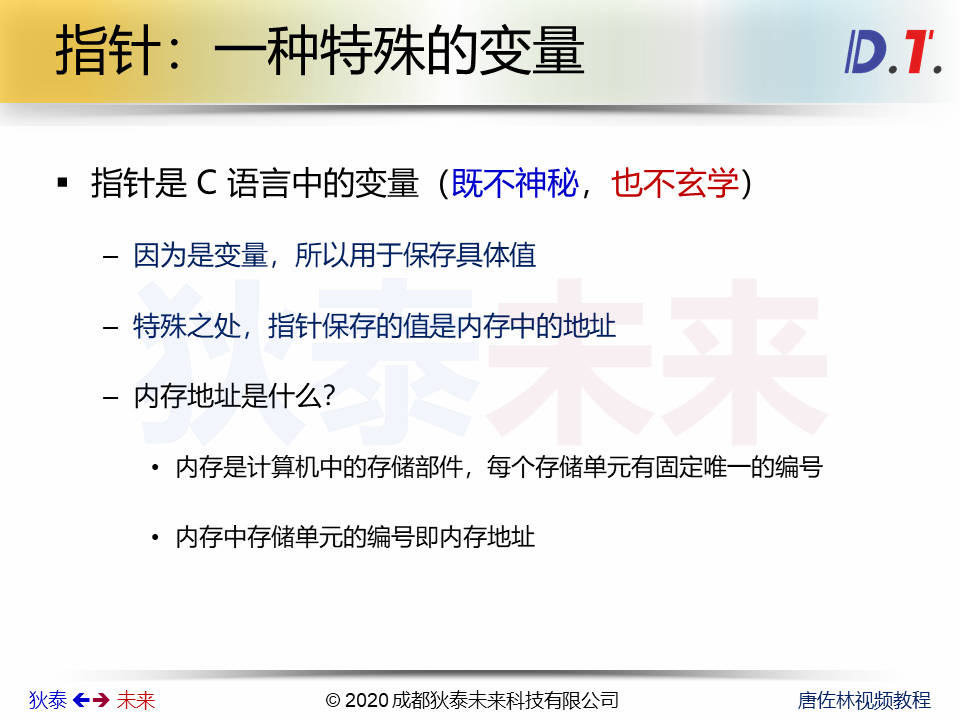 指针：一种特殊的变量
D.T.
▪ 指针是 C 语言中的变量（既不神秘，也不玄学）
– 因为是变量，所以用于保存具体值
– 特殊之处，指针保存的值是内存中的地址
– 内存地址是什么？
• 内存是计算机中的存储部件，每个存储单元有固定唯一的编号
• 内存中存储单元的编号即内存地址
狄泰未来
狄泰 🡸🡺 未来
© 2020 成都狄泰未来科技有限公司
唐佐林视频教程